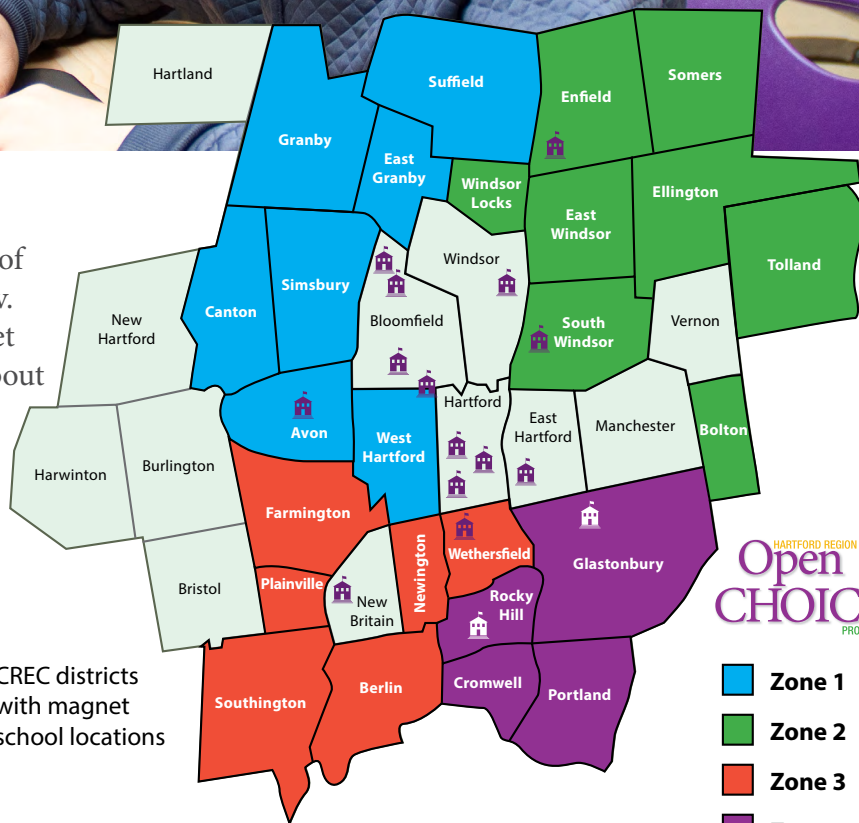 Hartland
Granby
Suffield
Enfield
Somers
East
Granby
Windsor
Locks
East
Windsor
Ellington
Tolland
of
New
Hartford
Canton
Simsbury
Bloomfield
Windsor
South
Windsor
Vernon
Avon
West
Hartford
Hartford
East
Hartford
Manchester
Bolton
Harwinton
Burlington
Farmington
Bristol
Plainville
New
Britain
Newington
Wethersfield
Rocky
Hill
Glastonbury
Southington
Berlin
Cromwell
Portland
CREC districts
with magnet
school locations
HARTFORD REGION
Open
Zone 1
Zone 2
Zone 3